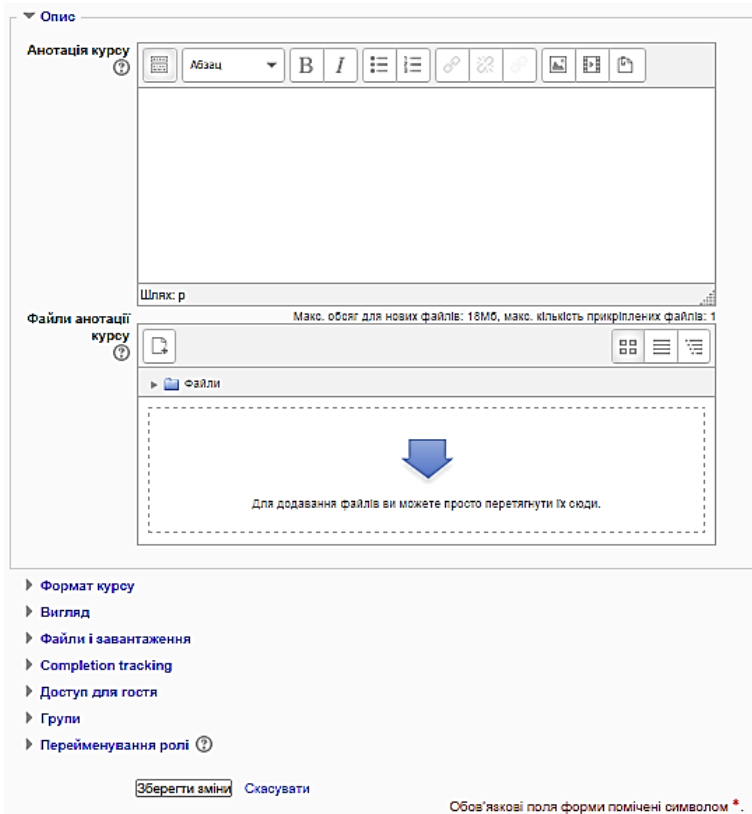 Опис
Анотація курсу
Абзац
B I
Шлях: p
Файли анотації курсу
Макс. обсяг для нових файлів: 18Мб, макс. кількість прикріплених файлів: 1
Файли
Для додавання файлів ви можете просто перетягнути їх сюди.
Формат курсу
Вигляд
Файли і завантаження
Completion tracking
Доступ для гостя
Групи
Перейменування ролі
Зберегти зміни Скасувати
Обов'язкові поля форми помічені символом *.